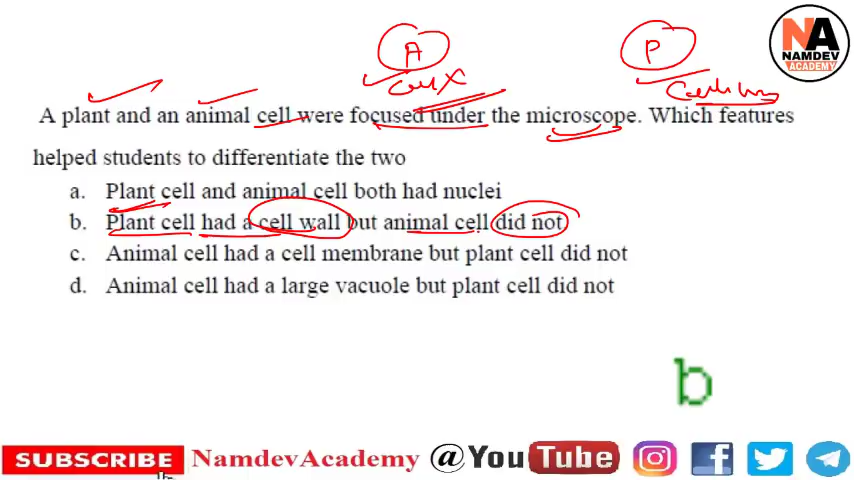 A
P
NA
NAMDEV
ACADEMY
cell X
A plant and an animal cell were focused under the microscope. Which features
helped students to differentiate the two
a. Plant cell and animal cell both had nuclei
b. Plant cell had a cell wall but animal cell did not
c. Animal cell had a cell membrane but plant cell did not
d. Animal cell had a large vacuole but plant cell did not
b
SUBSCRIBE NamdevAcademy @YouTube